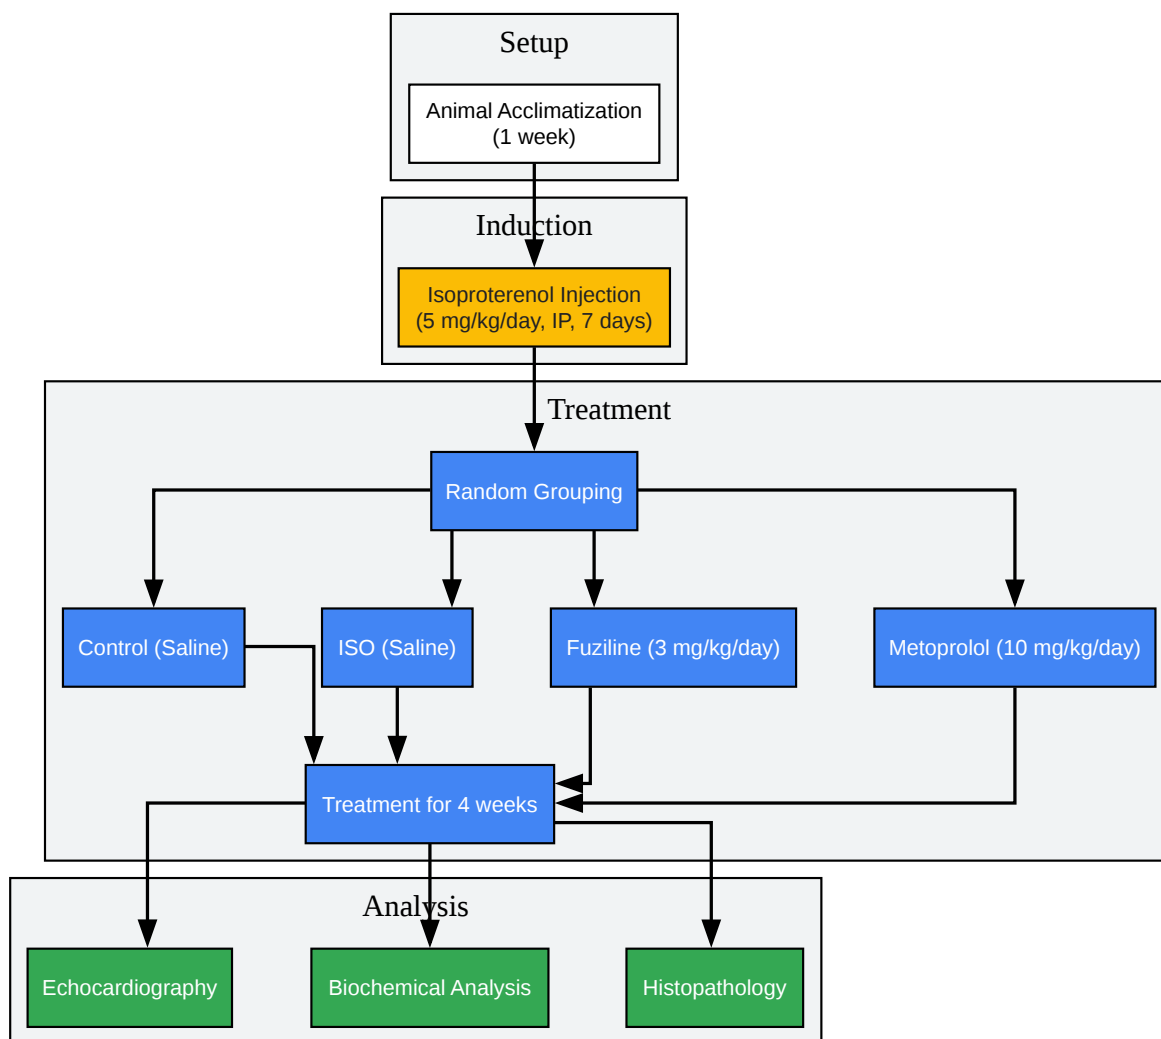 Setup
Animal Acclimatization
(1 week)
Induction
Isoproterenol Injection
(5 mg/kg/day, IP, 7 days)
Treatment
Random Grouping
Control (Saline)
ISO (Saline)
Fuziline (3 mg/kg/day)
Metoprolol (10 mg/kg/day)
Treatment for 4 weeks
Analysis
Echocardiography
Biochemical Analysis
Histopathology